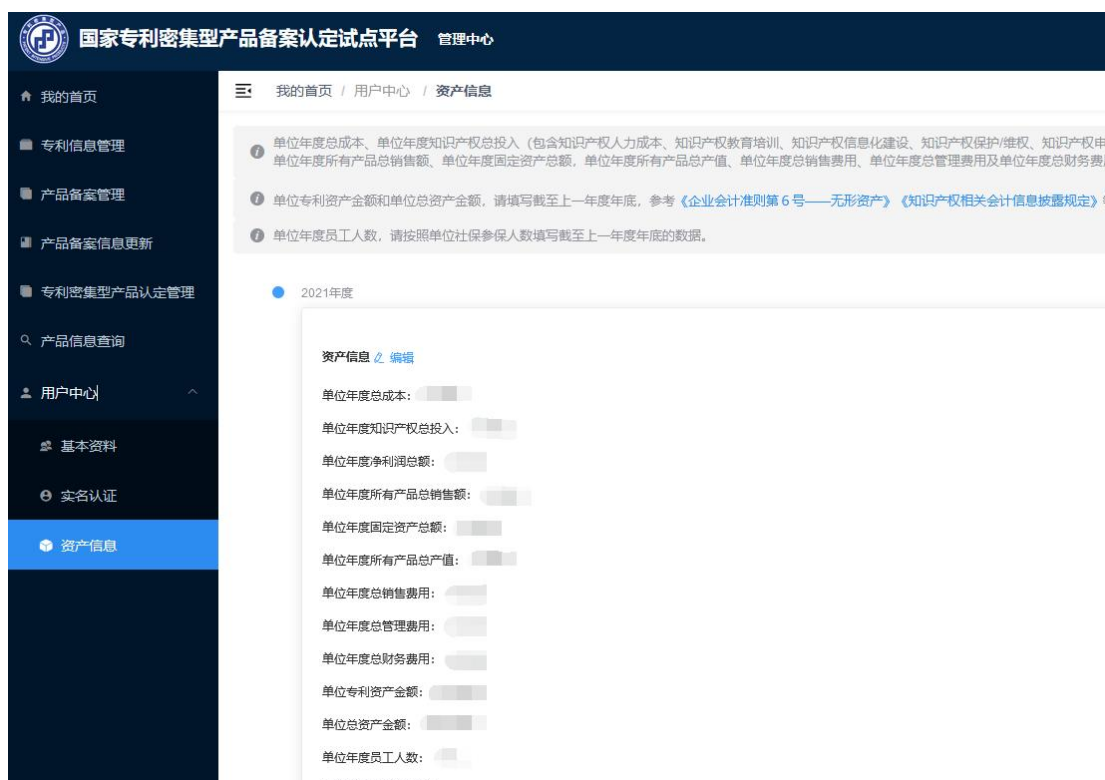 国家专利密集型产品备案认定试点平台 管理中心
我的首页
专利信息管理
产品备案管理
产品备案信息更新
专利密集型产品认定管理
产品信息查询
用户中心
基本资料
实名认证
资产信息
我的首页 / 用户中心 / 资产信息
单位年度总成本、单位年度知识产权总投入（包含知识产权人力成本、知识产权教育培训、知识产权信息化建设、知识产权保护/维权、知识产权申
单位年度所有产品总销售额、单位年度固定资产总额，单位年度所有产品总产值、单位年度总销售费用、单位年度总管理费用及单位年度总财务费
单位专利资产金额和单位总资产金额，请填写截至上一年度年底，参考《企业会计准则第6号——无形资产》《知识产权相关会计信息披露规定》
单位年度员工人数，请按照单位社保参保人数填写截至上一年度年底的数据。
2021年度
资产信息 编辑
单位年度总成本：
单位年度知识产权总投入：
单位年度净利润总额：
单位年度所有产品总销售额：
单位年度固定资产总额：
单位年度所有产品总产值：
单位年度总销售费用：
单位年度总管理费用：
单位年度总财务费用：
单位专利资产金额：
单位总资产金额：
单位年度员工人数：